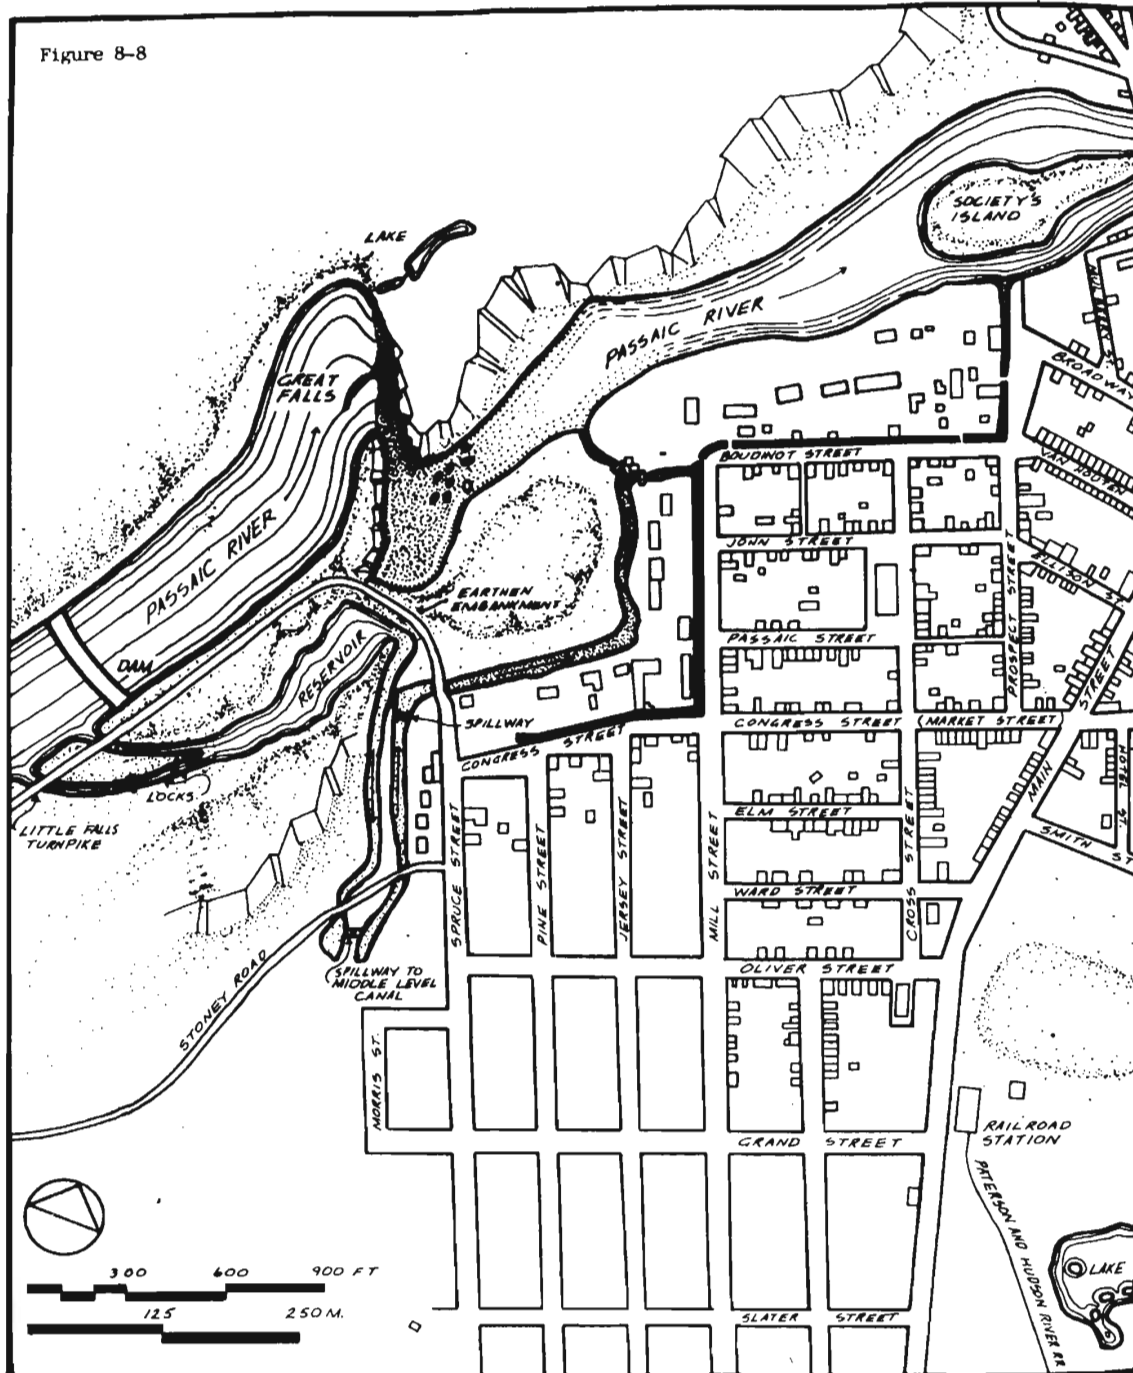 Figure 8-8
LAKE
SOCIETY'S
ISLAND
PASSAIC RIVER
GREAT
FALLS
MULBERRY ST.
BROADWAY
BOUDINOT STREET
VAN HOUTEN
PASSAIC RIVER
JOHN STREET
ELLISON ST
EARTHEN
EMBANKMENT
PROSPECT STREET
PASSAIC STREET
DAM
RESERVOIR
SPILLWAY
CONGRESS STREET
CONGRESS STREET
(MARKET STREET)
MAIN STREET
HOTEL ST.
LOCKS
LITTLE FALLS
TURNPIKE
ELM STREET
SMITH ST
SPRUCE STREET
PINE STREET
JERSEY STREET
MILL STREET
CROSS STREET
WARD STREET
OLIVER STREET
STONEY ROAD
SPILLWAY TO
MIDDLE LEVEL
CANAL
MORRIS ST.
GRAND STREET
RAILROAD
STATION
PATERSON AND HUDSON RIVER RR
LAKE
300 600 900 FT
125 250 M.
SLATER STREET